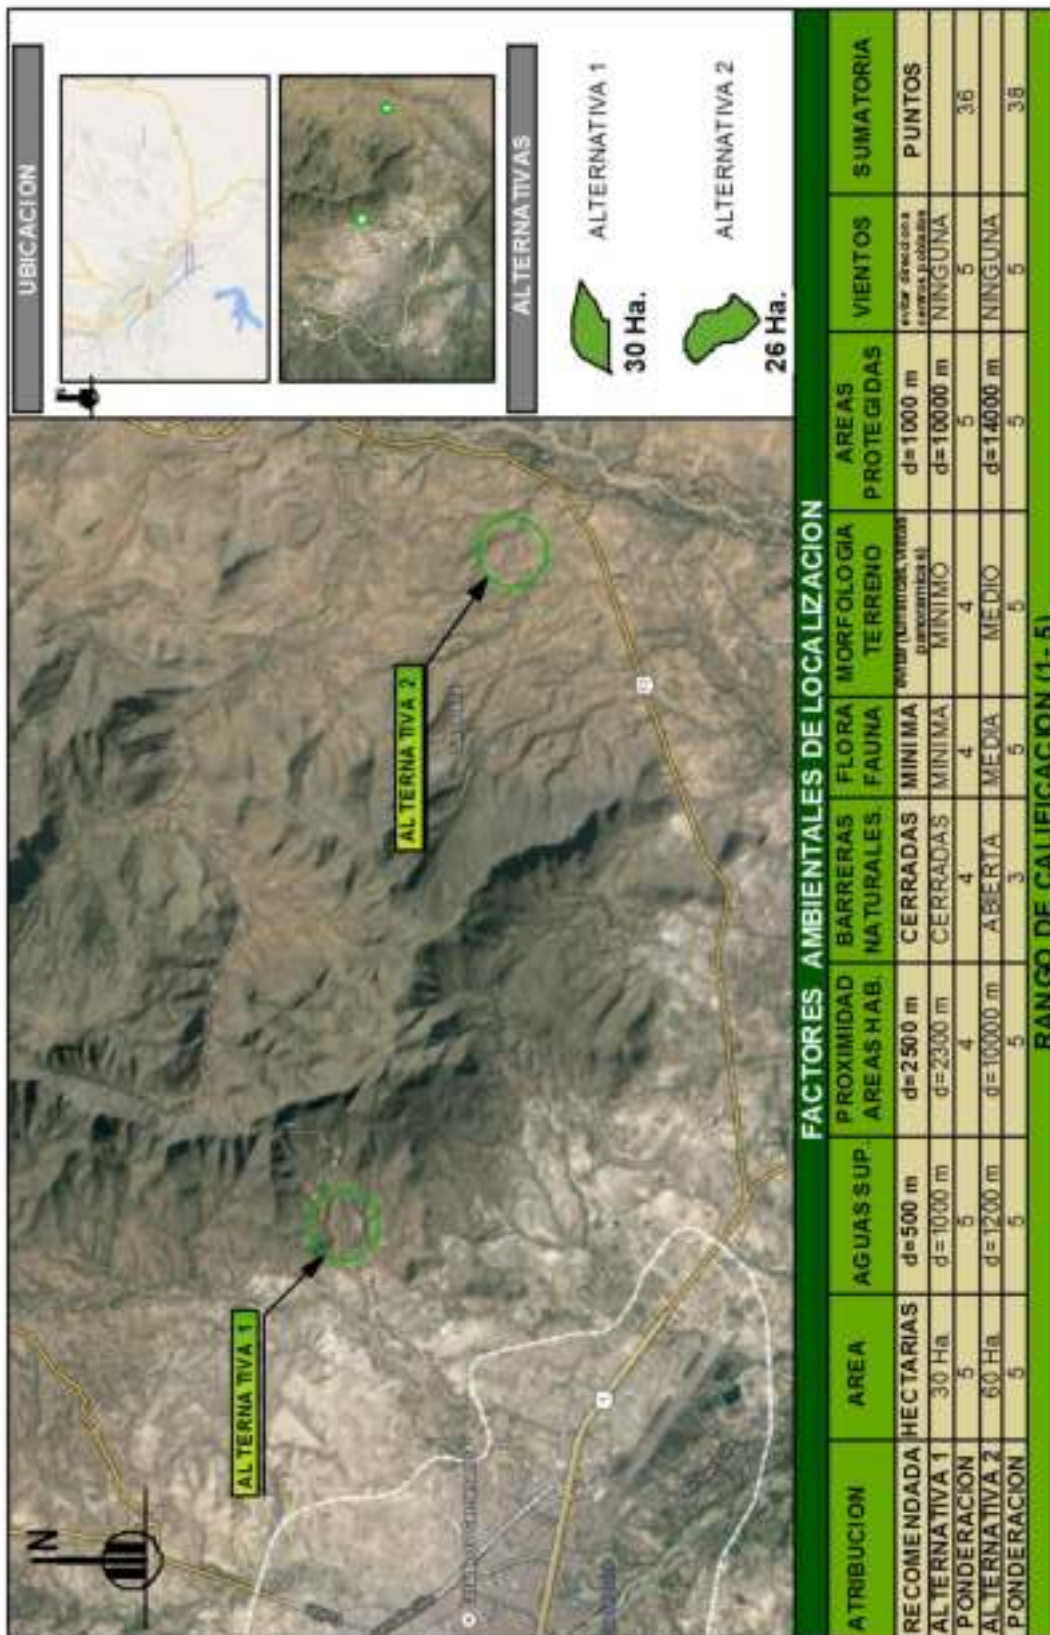 UBICACION
ALTERNATIVAS
ALTERNATIVA 1
30 Ha.
ALTERNATIVA 2
26 Ha.
N
ALTERNATIVA 1
ALTERNATIVA 2
1
FACTORES AMBIENTALES DE LOCALIZACION
ATRIBUCION AREA AGUAS SUP. PROXIMIDAD AREAS HAB. BARRERAS NATURALES. FLORA FAUNA MORFOLOGIA TERRENO AREAS PROTEGIDAS VIENTOS SUMATORIA
RECOMENDADA HECTARIAS d=500 m d=2500 m CERRADAS MINIMA d=1000 m PUNTOS
ALTERNATIVA 1 30 Ha d=1000 m d=2300 m CERRADAS MINIMA MINIMO d=10000 m NINGUNA
PONDERACION 5 5 4 4 4 4 5 5 36
ALTERNATIVA 2 60 Ha d=1200 m d=10000 m ABIERTA MEDIA MEDIO d=14000 m NINGUNA
PONDERACION 5 5 5 3 5 5 5 5 38
RANGO DE CALIFICACION (1- 5)